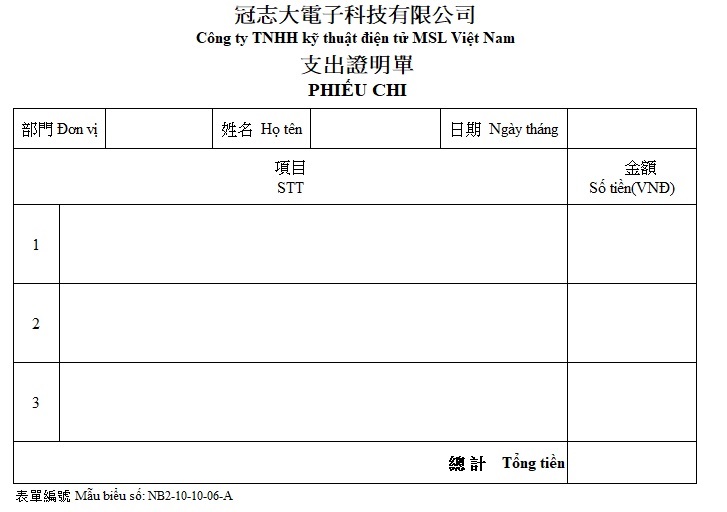 冠志大電子科技有限公司
Công ty TNHH kỹ thuật điện tử MSL Việt Nam
支出證明單
PHIẾU CHI
部門 Đơn vị 姓名 Họ tên 日期 Ngày tháng
項目 金額
STT Số tiền(VNĐ)
1
2
3
總 計 Tổng tiền
表單編號 Mẫu biểu số: NB2-10-10-06-A